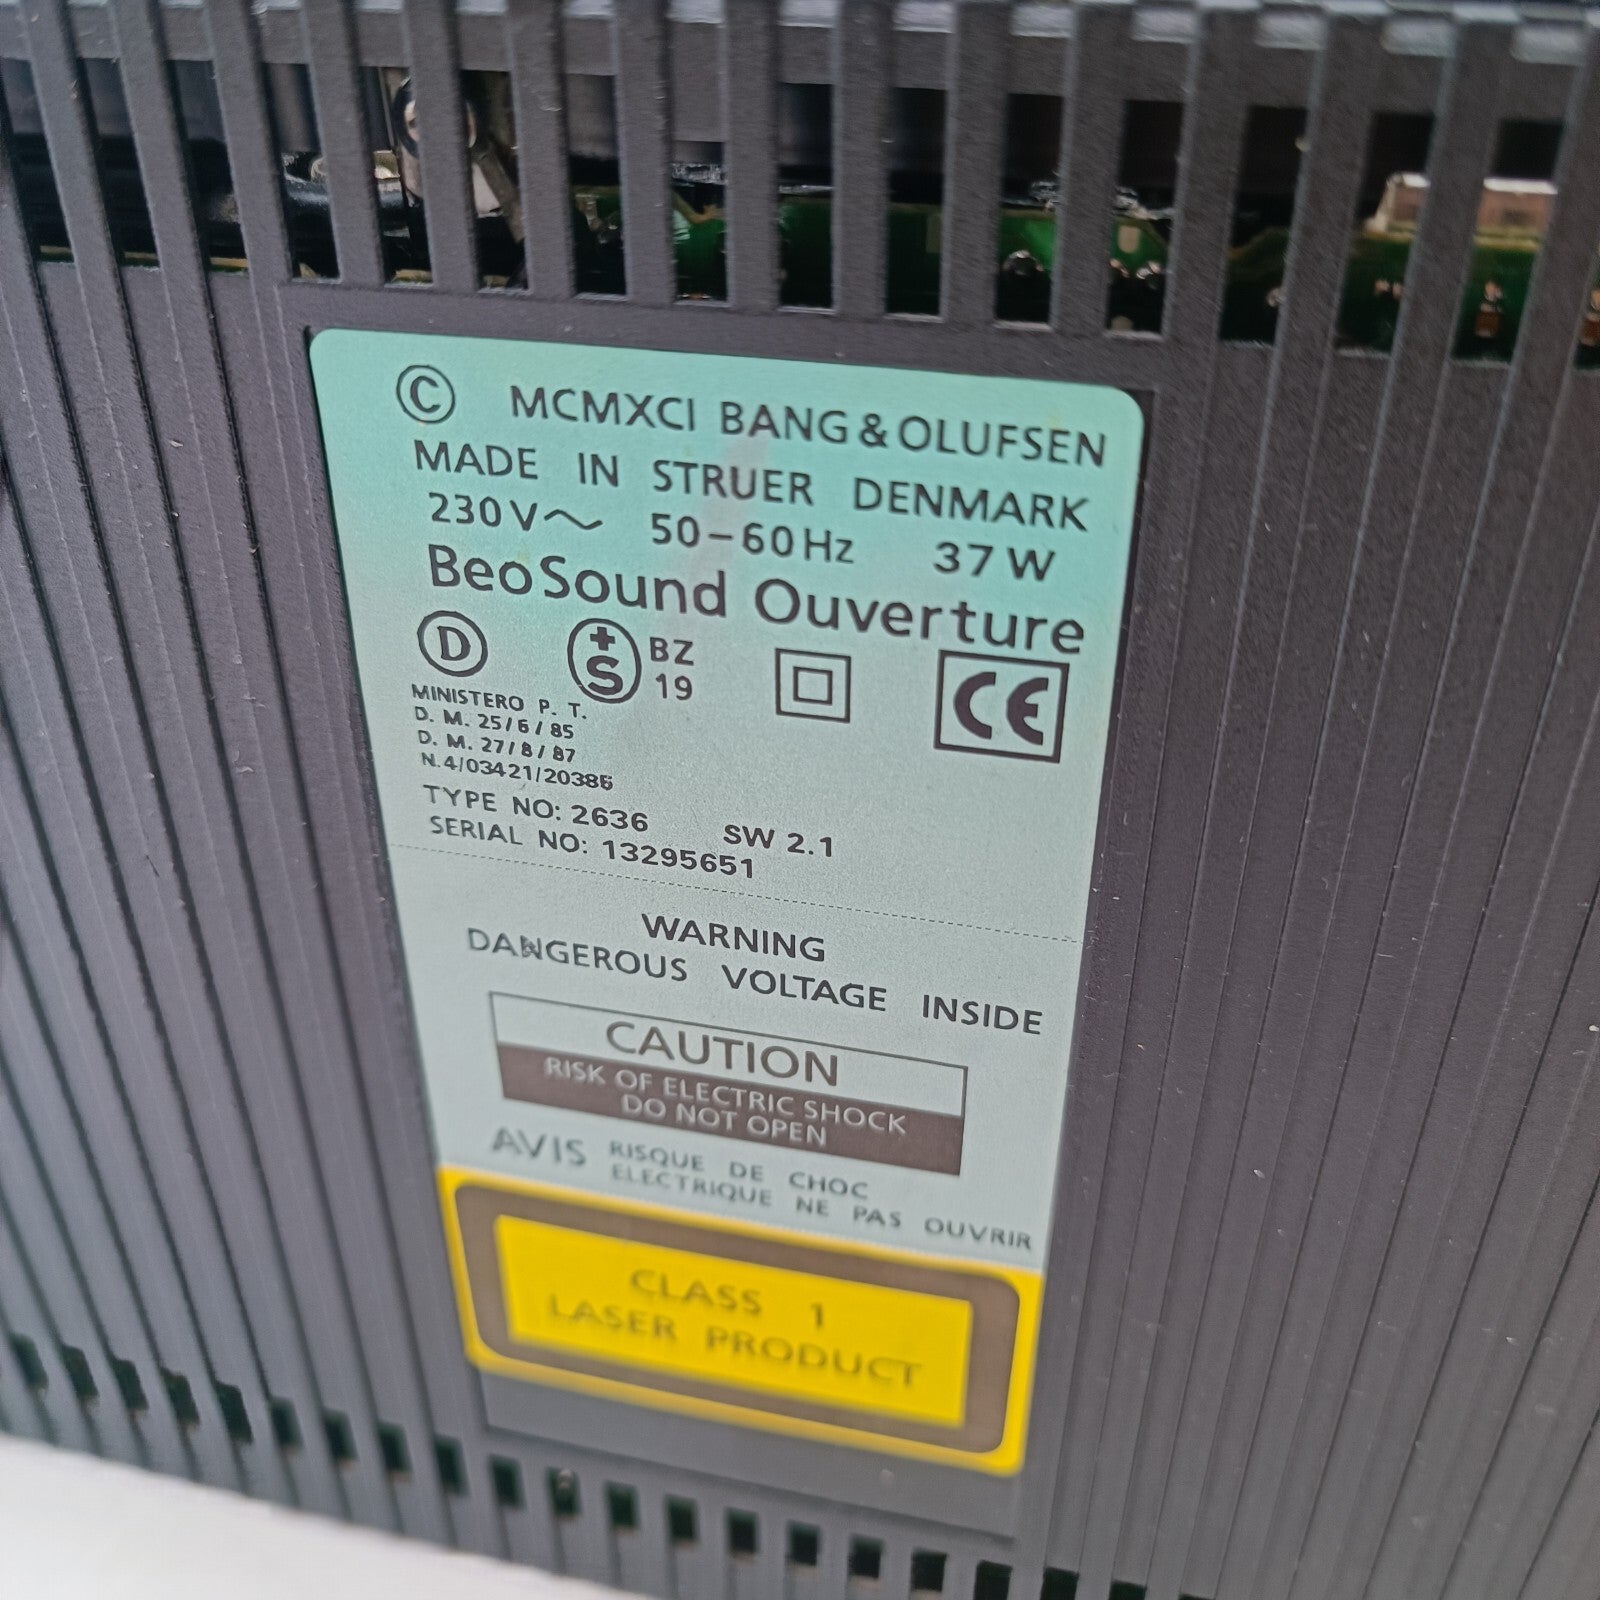 © MCMXCI BANG & OLUFSEN
MADE IN STRUER DENMARK
230V~ 50-60Hz 37W
BeoSound Ouverture
D +S BZ 19 CE
MINISTERO P. T.
D. M. 25/6/85
D. M. 27/8/87
N.4/03421/20386
TYPE NO: 2636 SW 2.1
SERIAL NO: 13295651
WARNING
DANGEROUS VOLTAGE INSIDE
CAUTION
RISK OF ELECTRIC SHOCK
DO NOT OPEN
AVIS RISQUE DE CHOC
ELECTRIQUE NE PAS OUVRIR
CLASS 1
LASER PRODUCT